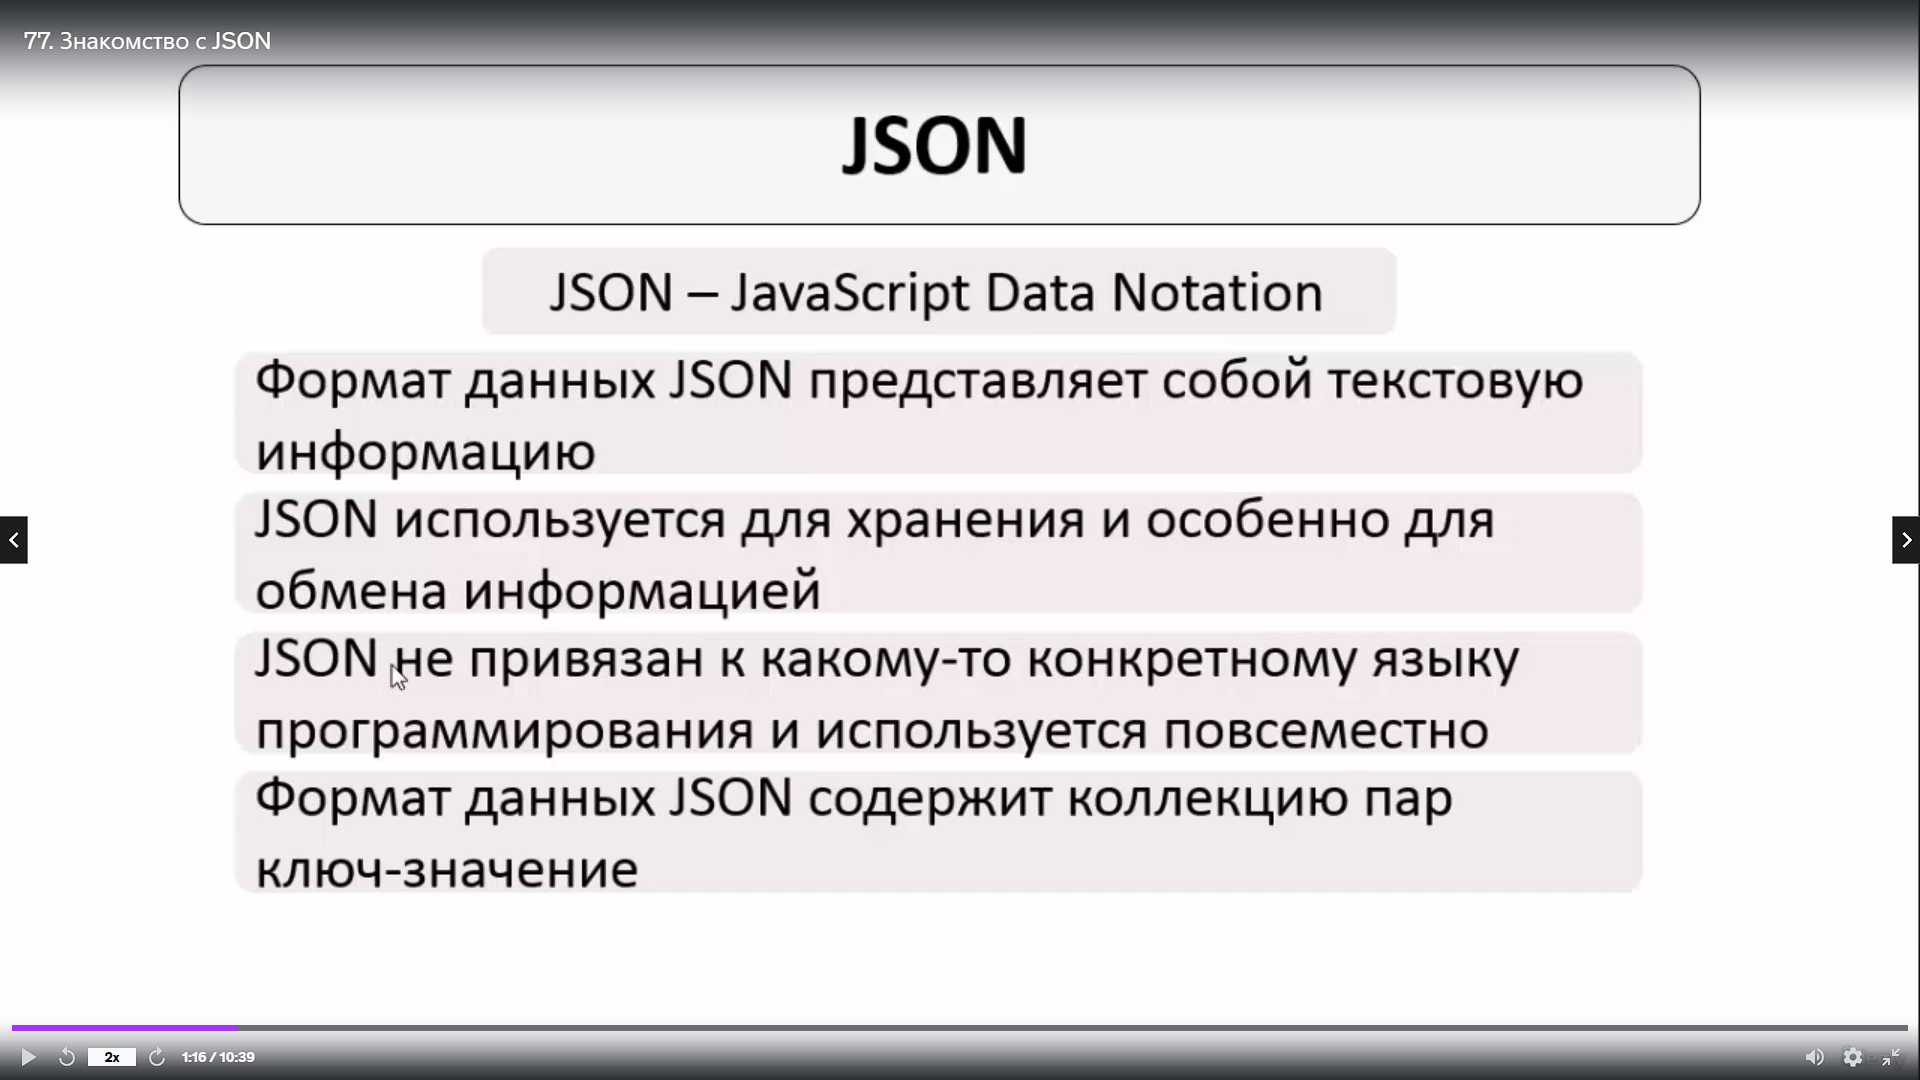 77. Знакомство с JSON
JSON
JSON – JavaScript Data Notation
Формат данных JSON представляет собой текстовую
информацию
JSON используется для хранения и особенно для
обмена информацией
JSON не привязан к какому-то конкретному языку
программирования и используется повсеместно
Формат данных JSON содержит коллекцию пар
ключ-значение
2x
1:16 / 10:39